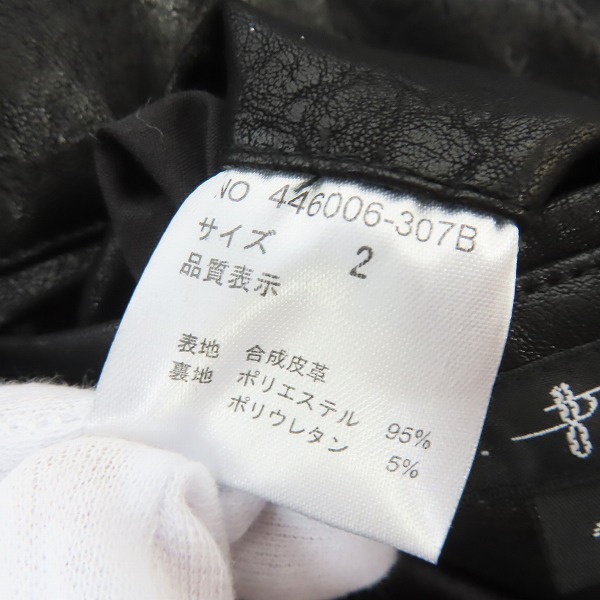 NO 446006-307B
サイズ 2
品質表示
表地 合成皮革
裏地 ポリエステル 95%
ポリウレタン 5%